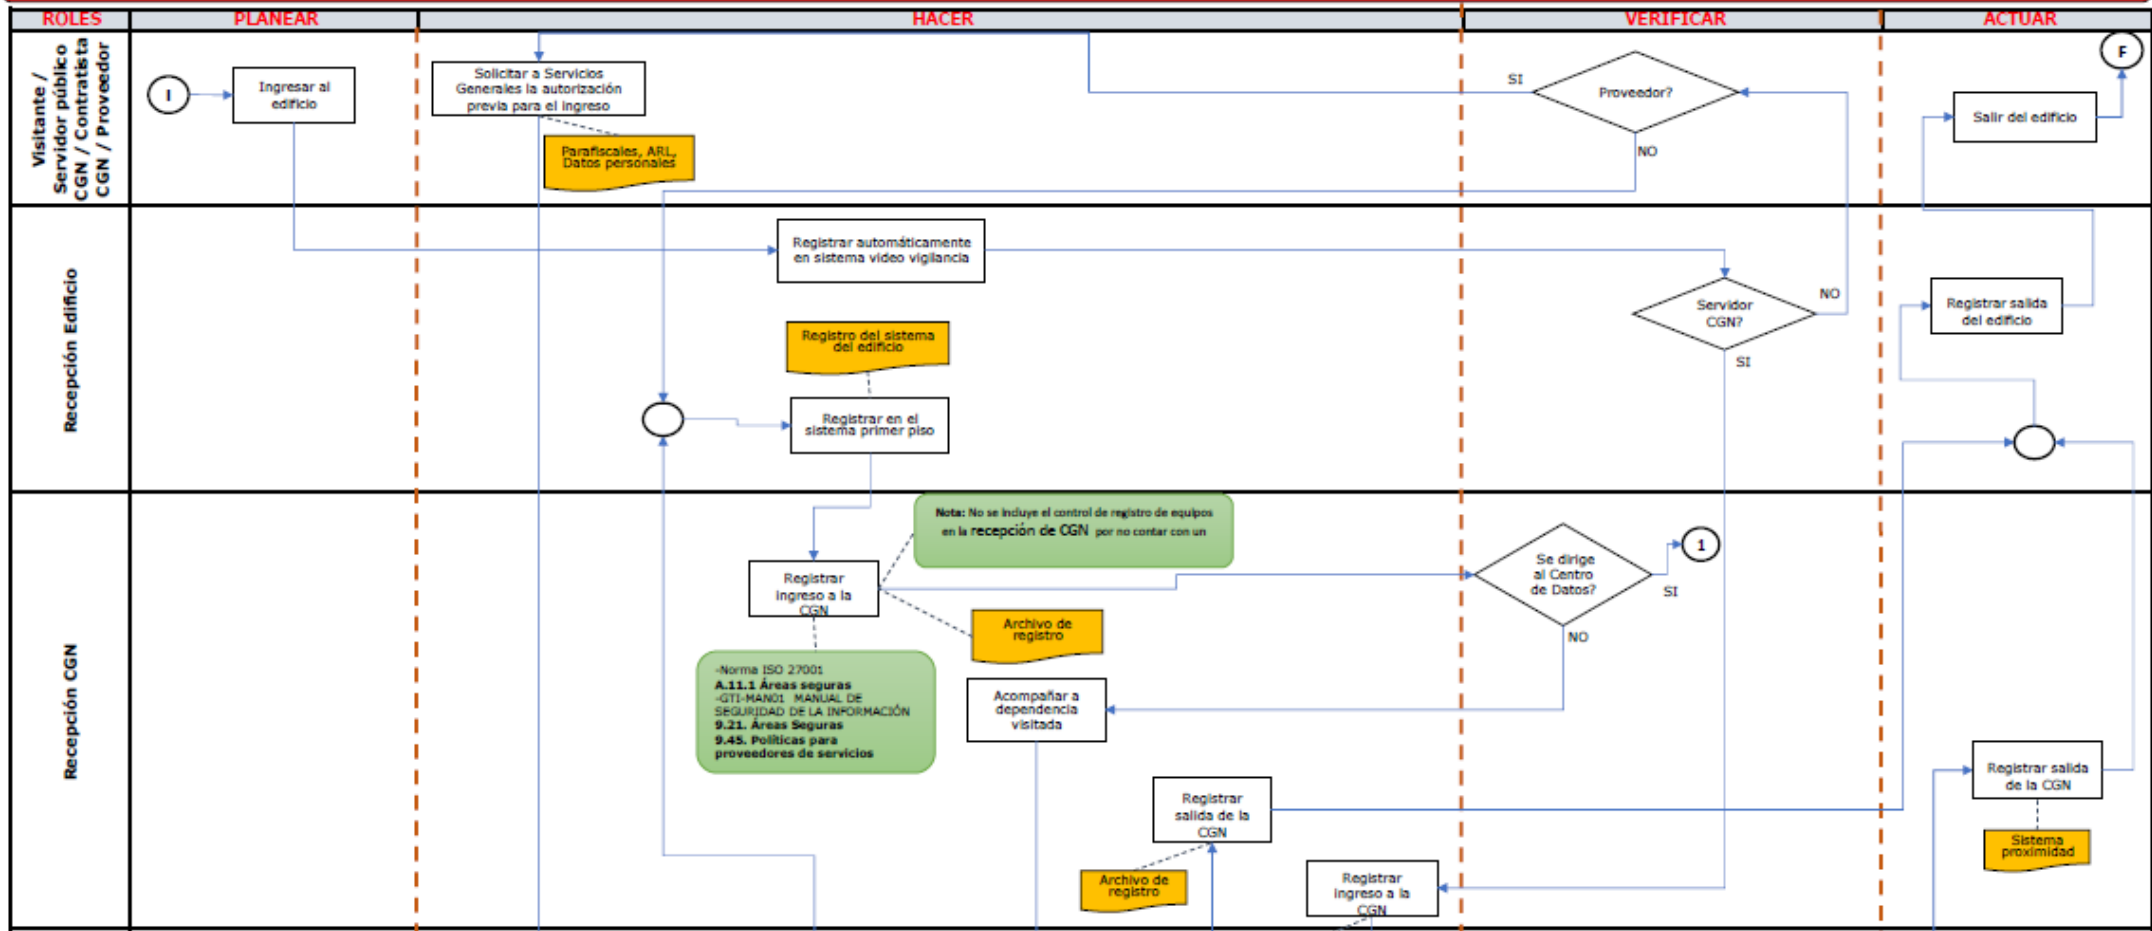 ROLES
PLANEAR
HACER
VERIFICAR
ACTUAR
Visitante /
Servidor público
CGN / Contratista
CGN / Proveedor
I
Ingresar al
edificio
Solicitar a Servicios
Generales la autorización
previa para el ingreso
Parafiscales, ARL,
Datos personales
SI
Proveedor?
NO
Salir del edificio
F
Recepción Edificio
Registrar automáticamente
en sistema video vigilancia
Servidor
CGN?
NO
SI
Registrar salida
del edificio
Registro del sistema
del edificio
Registrar en el
sistema primer piso
Recepción CGN
Nota: No se incluye el control de registro de equipos
en la recepción de CGN por no contar con un
Registrar
ingreso a la
CGN
Se dirige
al Centro
de Datos?
1
SI
NO
Archivo de
registro
-Norma ISO 27001
A.11.1 Áreas seguras
-GTI-MAN01 MANUAL DE
SEGURIDAD DE LA INFORMACIÓN
9.21. Áreas Seguras
9.45. Políticas para
proveedores de servicios
Acompañar a
dependencia
visitada
Registrar
salida de la
CGN
Archivo de
registro
Registrar
ingreso a la
CGN
Registrar salida
de la CGN
Sistema
proximidad